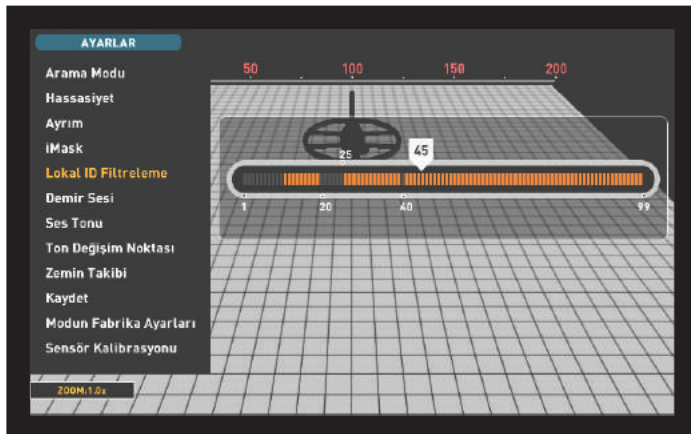 AYARLAR
Arama Modu
Hassasiyet
Ayrım
iMask
Lokal ID Filtreleme
Demir Sesi
Ses Tonu
Ton Değişim Noktası
Zemin Takibi
Kaydet
Modun Fabrika Ayarları
Sensör Kalibrasyonu
ZOOM:1.0x
50 100 150 200
25 45
1 20 40 99